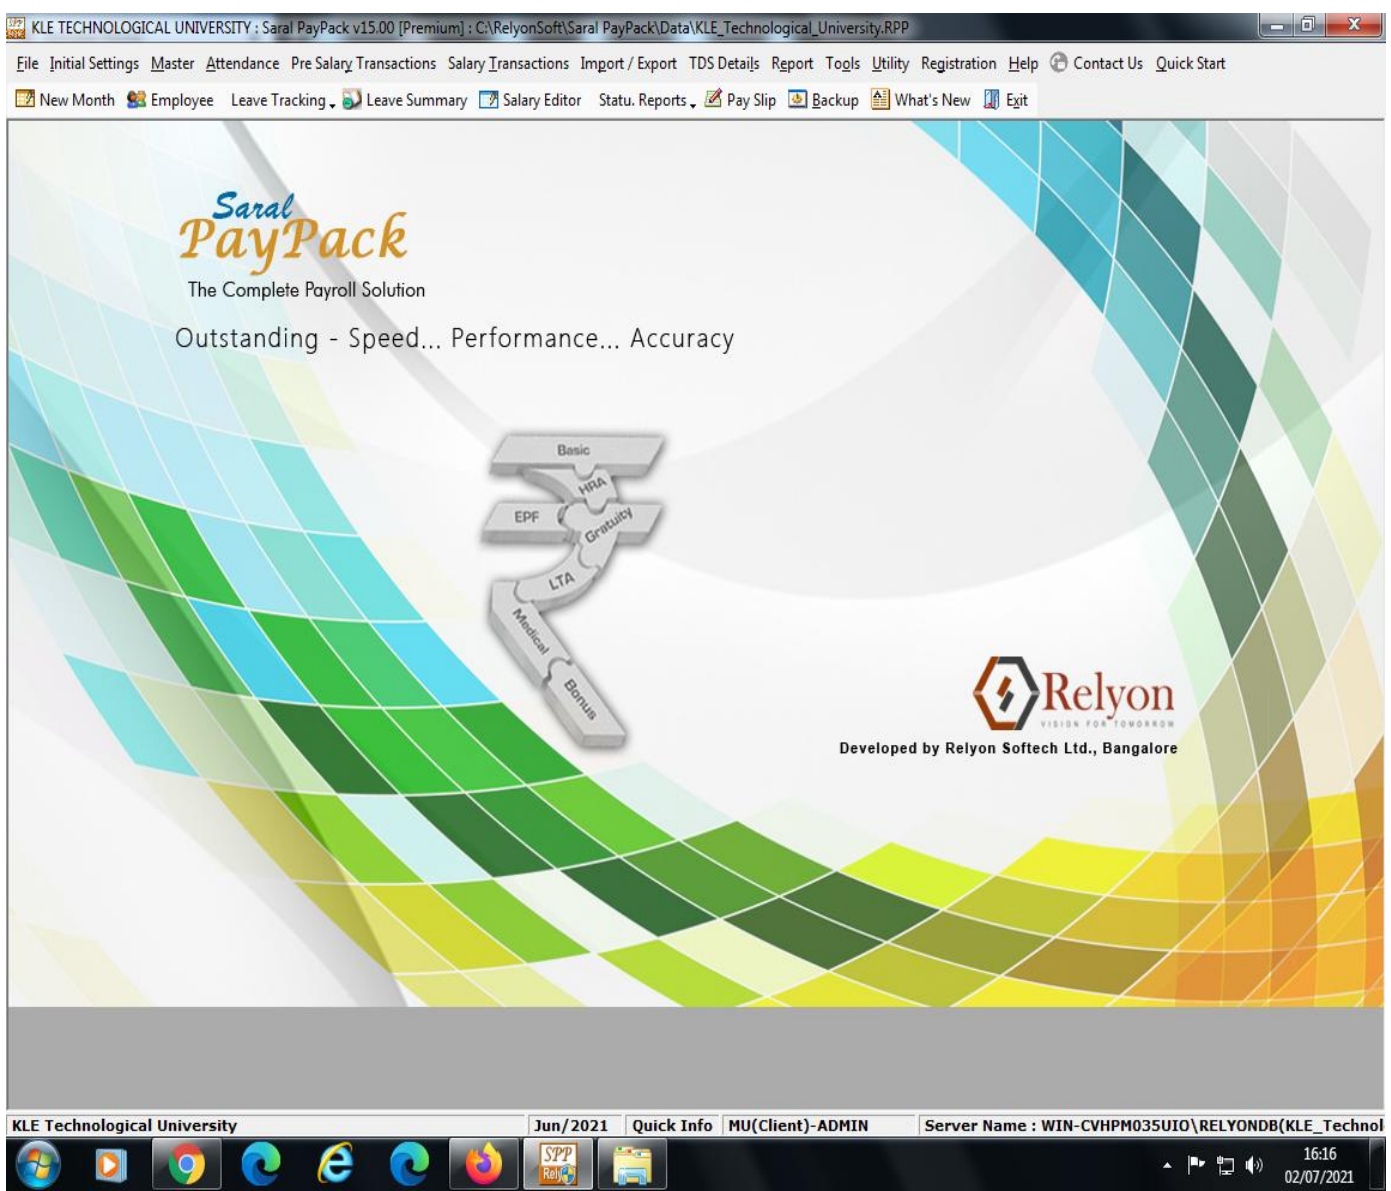 KLE TECHNOLOGICAL UNIVERSITY : Saral PayPack v15.00 [Premium] : C:\RelyonSoft\Saral PayPack\Data\KLE_Technological_University.RPP
File Initial Settings Master Attendance Pre Salary Transactions Salary Transactions Import / Export TDS Details Report Tools Utility Registration Help Contact Us Quick Start
New Month Employee Leave Tracking Leave Summary Salary Editor Statu. Reports Pay Slip Backup What's New Exit
Saral
PayPack
The Complete Payroll Solution
Outstanding - Speed... Performance... Accuracy
Basic
HRA
EPF
Gratuity
LTA
Medical
Bonus
Relyon
VISION FOR TOMORROW
Developed by Relyon Softech Ltd., Bangalore
KLE Technological University Jun/2021 Quick Info MU(Client)-ADMIN Server Name : WIN-CVHPM035UIO\RELYONDB(KLE_Technol
SPP
16:16
02/07/2021